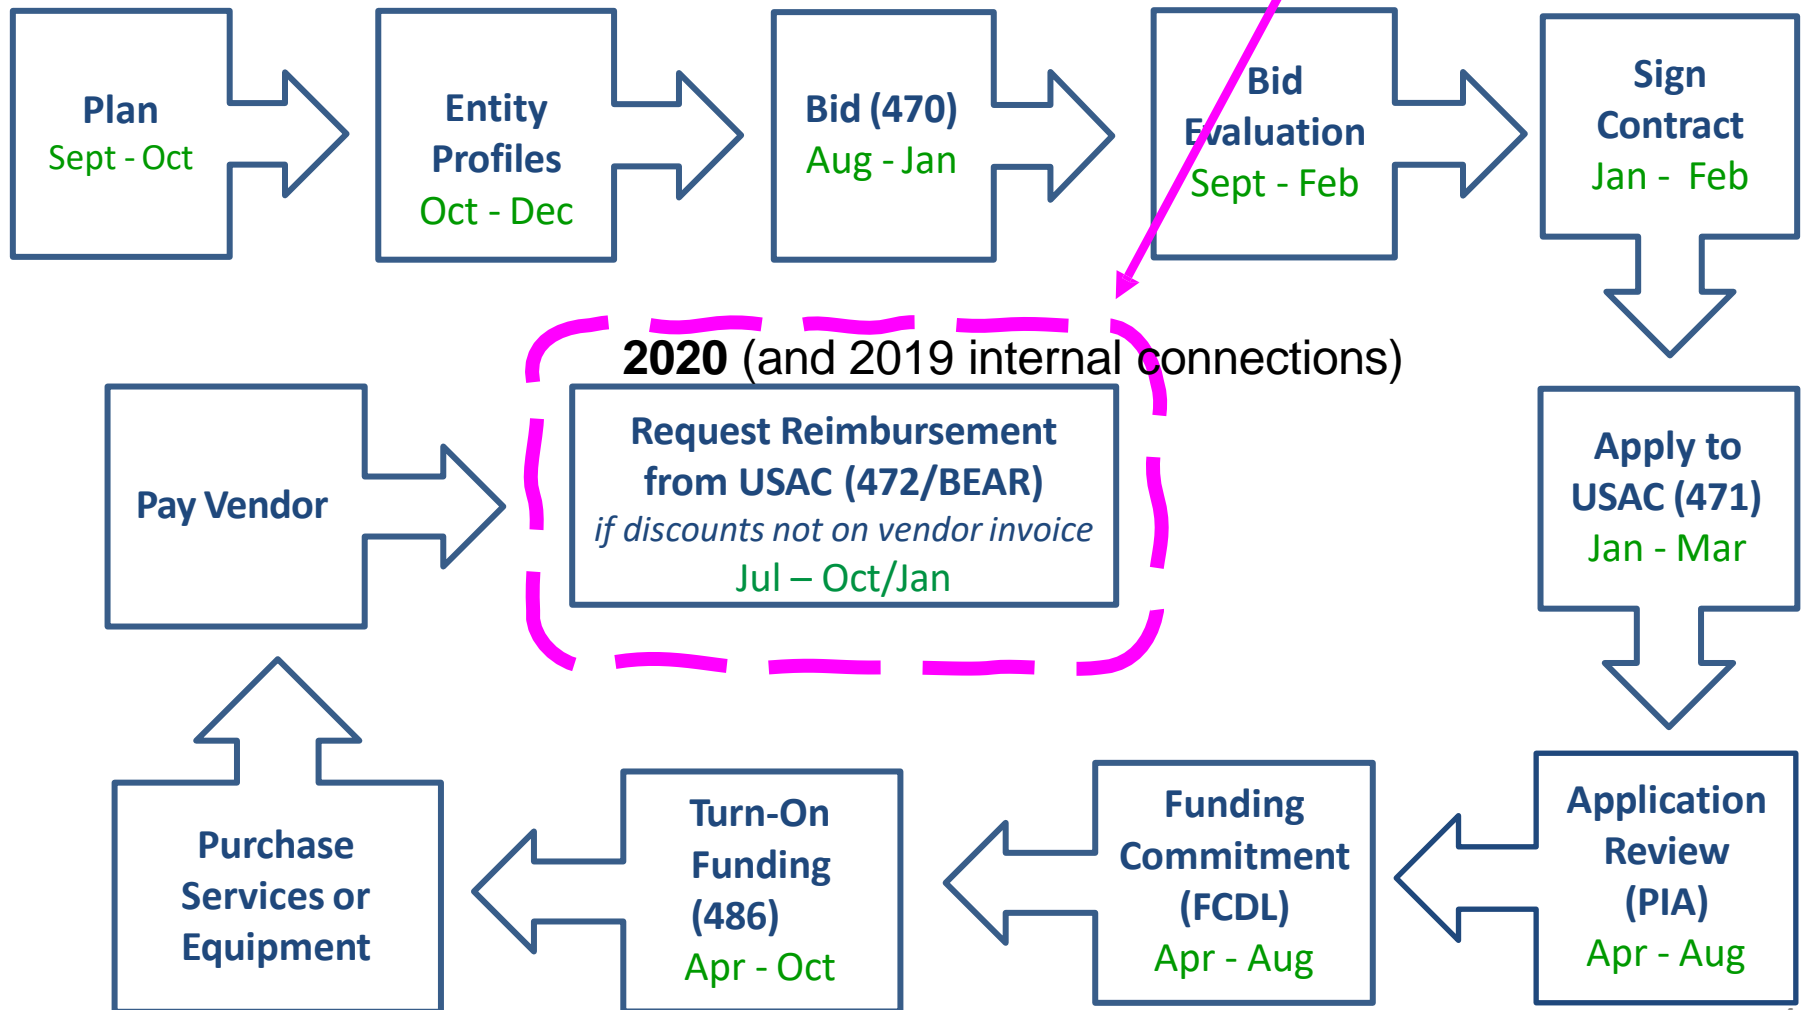 Plan
Sept - Oct
Entity
Profiles
Oct - Dec
Bid (470)
Aug - Jan
Bid
Evaluation
Sept - Feb
Sign
Contract
Jan - Feb
2020 (and 2019 internal connections)
Pay Vendor
Request Reimbursement
from USAC (472/BEAR)
if discounts not on vendor invoice
Jul – Oct/Jan
Apply to
USAC (471)
Jan - Mar
Purchase
Services or
Equipment
Turn-On
Funding
(486)
Apr - Oct
Funding
Commitment
(FCDL)
Apr - Aug
Application
Review
(PIA)
Apr - Aug